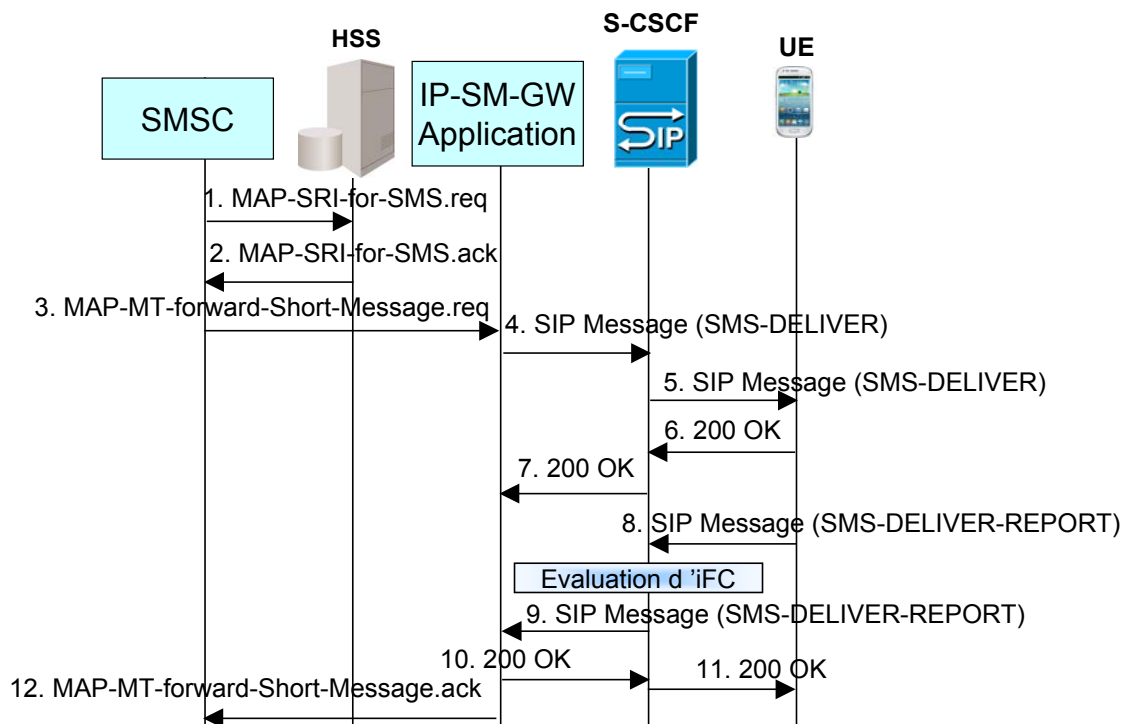 S-CSCF
HSS
UE
SMSC
IP-SM-GW
Application
SIP
1. MAP-SRI-for-SMS.req
2. MAP-SRI-for-SMS.ack
3. MAP-MT-forward-Short-Message.req
4. SIP Message (SMS-DELIVER)
5. SIP Message (SMS-DELIVER)
6. 200 OK
7. 200 OK
8. SIP Message (SMS-DELIVER-REPORT)
Evaluation d 'iFC
9. SIP Message (SMS-DELIVER-REPORT)
10. 200 OK
11. 200 OK
12. MAP-MT-forward-Short-Message.ack